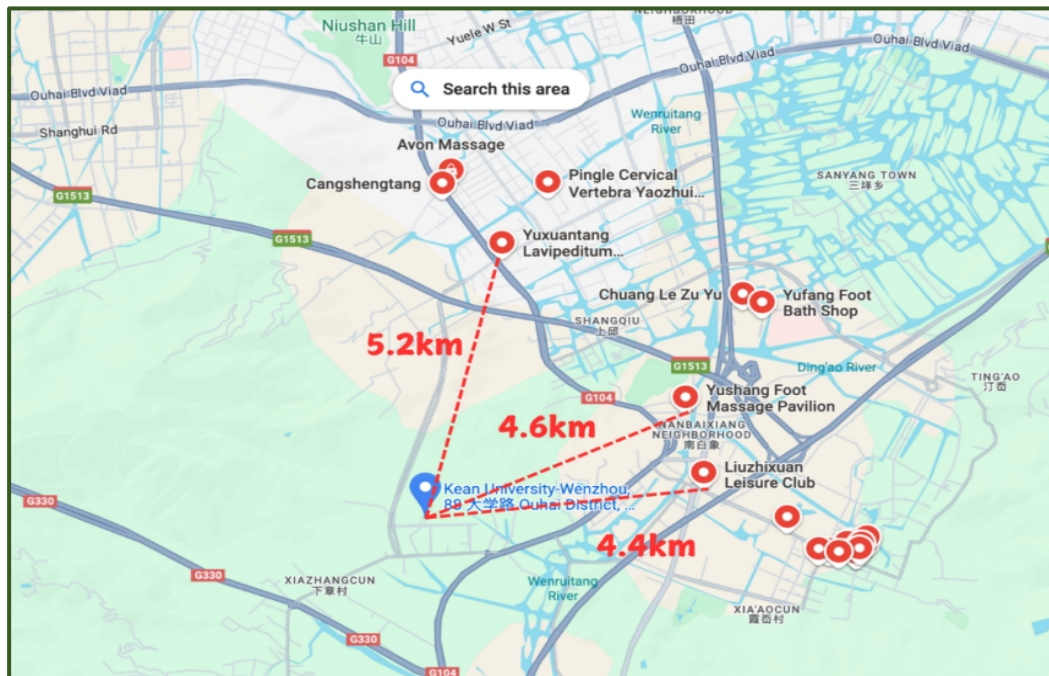 NEIGHBORHOOD
梧田
Niushan Hill
牛山
Yuele W St
G104
Ouhai Blvd Viad
Ouhai Blvd Viad
Search this area
Ouhai Blvd Viad
Ouhai Blvd Viad
Shanghui Rd
Wenruitang
River
Avon Massage
Cangshengtang
Pingle Cervical
Vertebra Yaozhui...
SANYANG TOWN
三垟乡
G1513
G1513
Yuxuantang
Lavipeditum...
Chuang Le Zu Yu
Yufang Foot
Bath Shop
SHANGQIU
上邱
5.2km
G1513
Ding'ao River
TING'AO
汀岙
G104
Yushang Foot
Massage Pavilion
4.6km
NANBAIXIANG
NEIGHBORHOOD
南白象
Liuzhixuan
Leisure Club
Kean University-Wenzhou,
88 大学路 Ouhai District, ...
G330
4.4km
G330
XIAZHANGCUN
下章村
Wenruitang
River
XIA'AOCUN
霞岙村
G330
G104